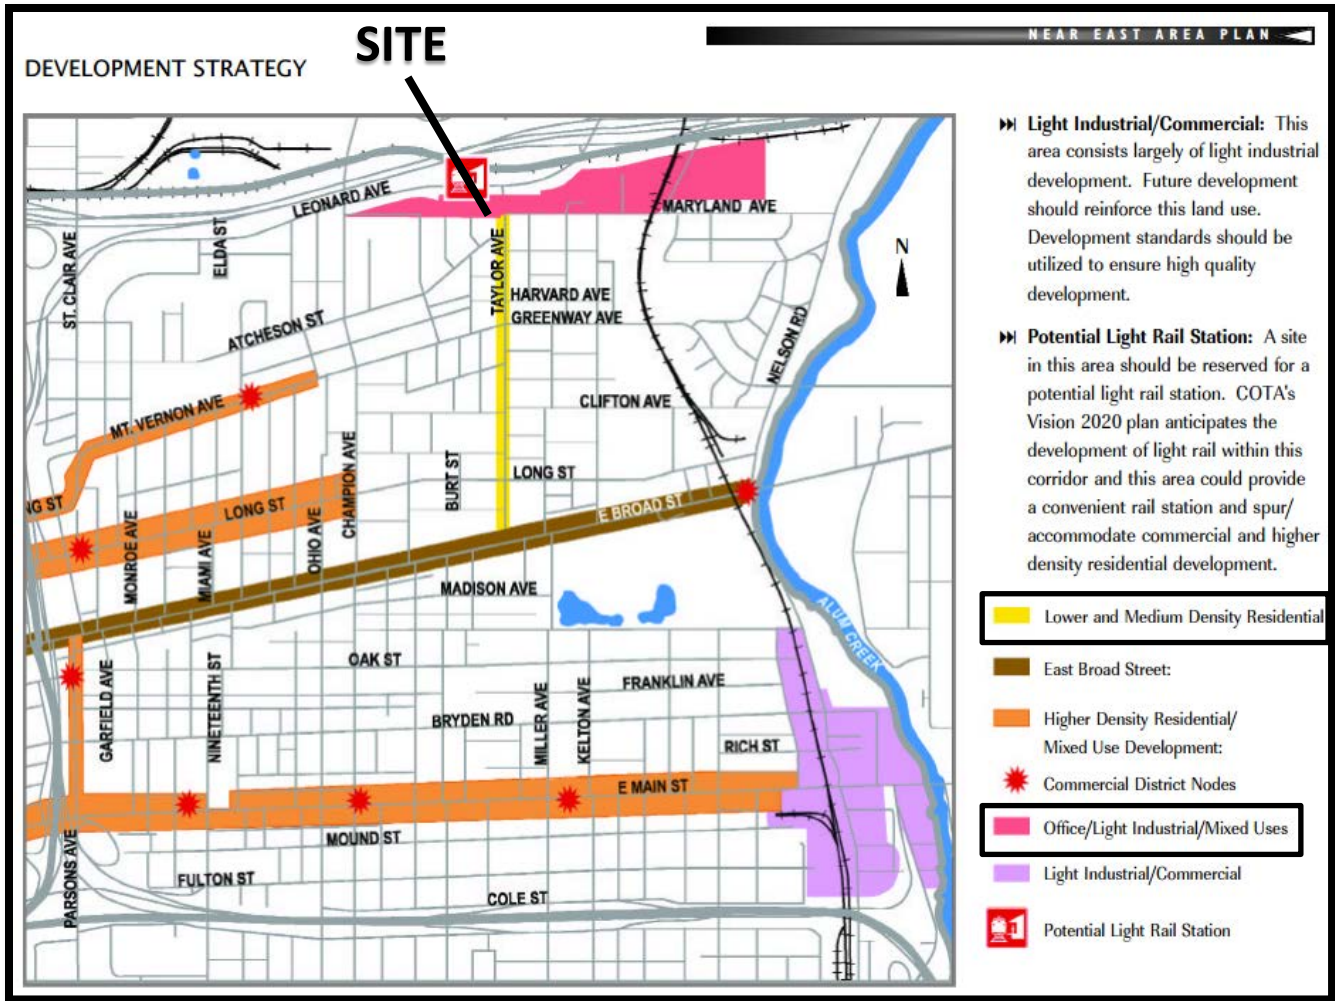 NEAR EAST AREA PLAN
SITE
DEVELOPMENT STRATEGY
LEONARD AVE
MARYLAND AVE
N
ST. CLAIR AVE
ELDA ST
TAYLOR AVE
HARVARD AVE
GREENWAY AVE
ATCHESON ST
NELSON RD
MT. VERNON AVE
CLIFTON AVE
CHAMPION AVE
BURT ST
LONG ST
NG ST
LONG ST
E BROAD ST
OHIO AVE
MONROE AVE
MIAMI AVE
MADISON AVE
ALUM CREEK
OAK ST
GARFIELD AVE
NINETEENTH ST
FRANKLIN AVE
BRYDEN RD
MILLER AVE
KELTON AVE
RICH ST
E MAIN ST
MOUND ST
PARSONS AVE
FULTON ST
COLE ST
Light Industrial/Commercial: This
area consists largely of light industrial
development. Future development
should reinforce this land use.
Development standards should be
utilized to ensure high quality
development.
Potential Light Rail Station: A site
in this area should be reserved for a
potential light rail station. COTA's
Vision 2020 plan anticipates the
development of light rail within this
corridor and this area could provide
a convenient rail station and spur/
accommodate commercial and higher
density residential development.
Lower and Medium Density Residential
East Broad Street:
Higher Density Residential/
Mixed Use Development:
Commercial District Nodes
Office/Light Industrial/Mixed Uses
Light Industrial/Commercial
Potential Light Rail Station